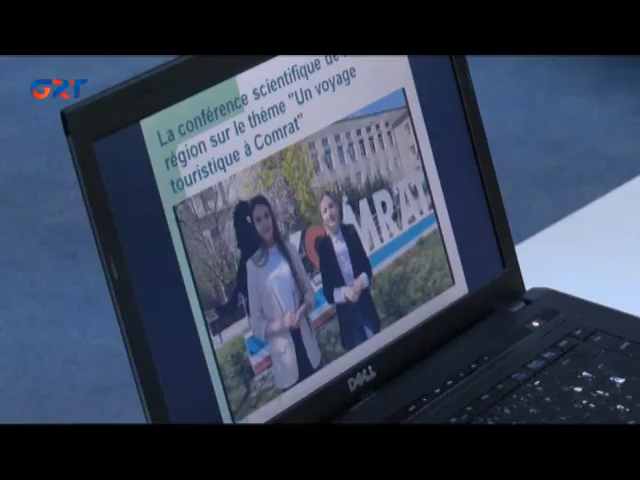 GRT
La conférence scientifique de
région sur le thème "Un voyage
touristique à Comrat"
COMRAT
DELL